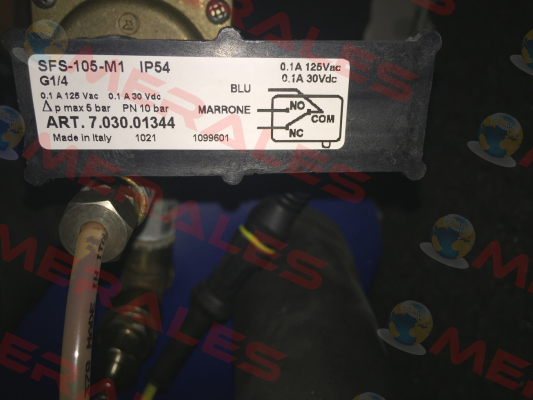 SFS-105-M1 IP54
G1/4
0.1 A 125 Vac 0.1 A 30 Vdc
Δ p max 5 bar PN 10 bar
ART. 7.030.01344
Made in Italy 1021 1099601
0.1A 125Vac
0.1A 30Vdc
BLU
MARRONE
NO
COM
NC
MERALES